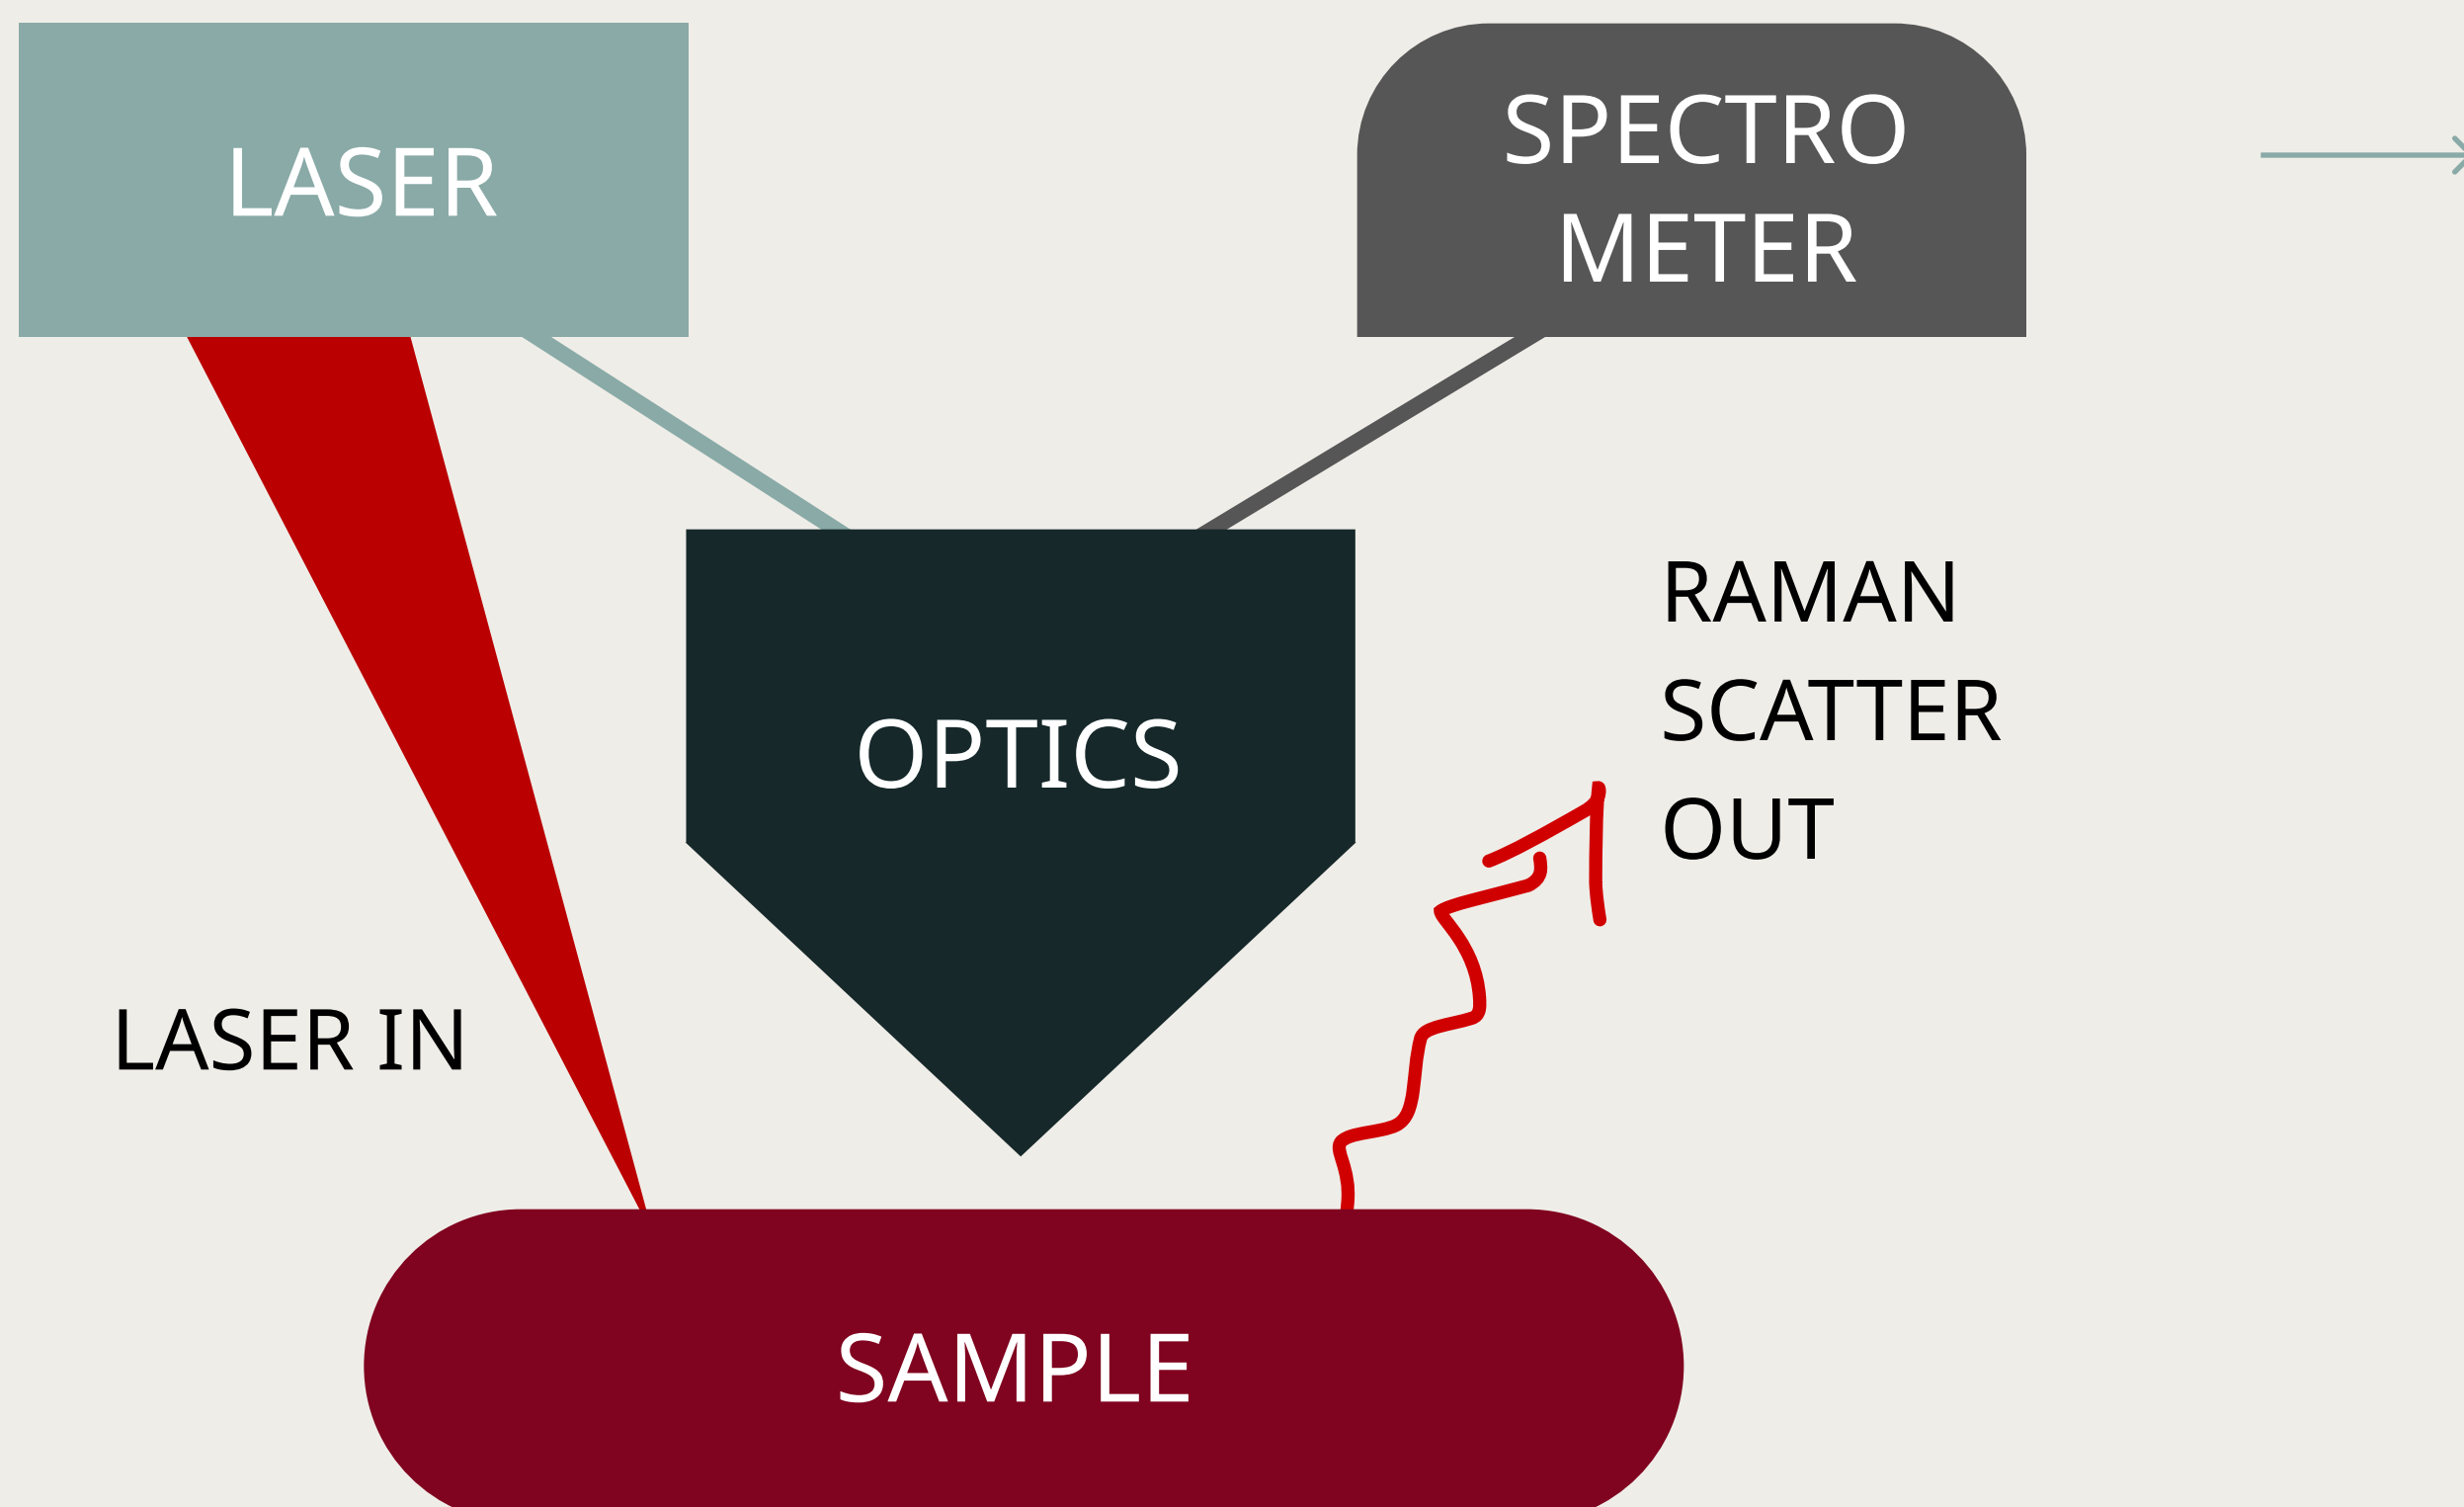 LASER
SPECTRO
METER
OPTICS
RAMAN
SCATTER
OUT
LASER IN
SAMPLE